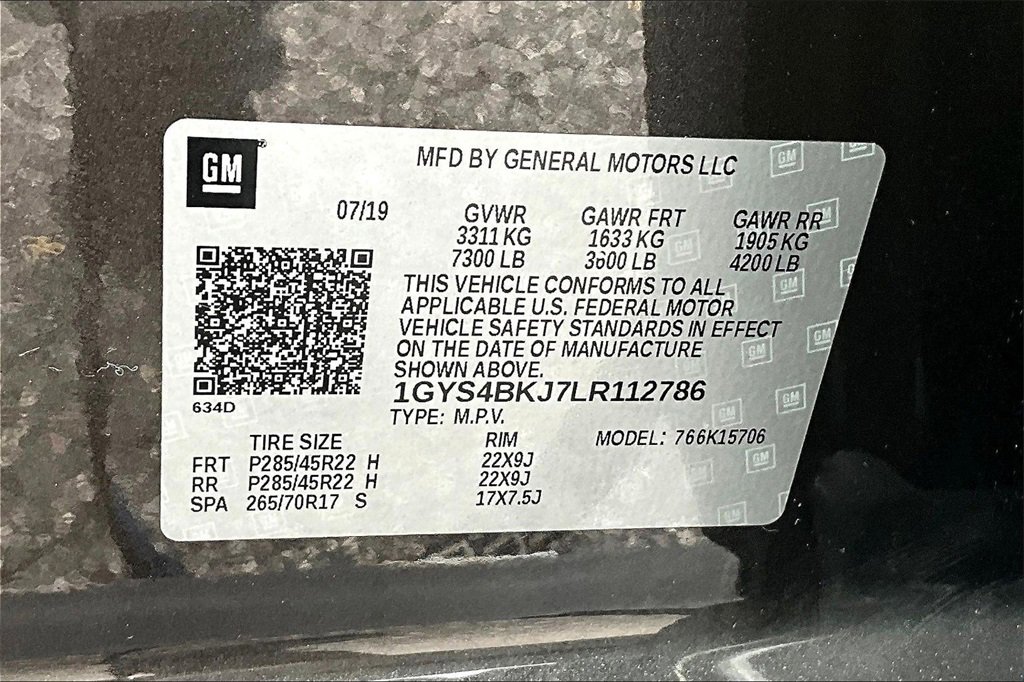 GM
MFD BY GENERAL MOTORS LLC
07/19
GVWR GAWR FRT GAWR RR
3311 KG 1633 KG 1905 KG
7300 LB 3600 LB 4200 LB
THIS VEHICLE CONFORMS TO ALL
APPLICABLE U.S. FEDERAL MOTOR
VEHICLE SAFETY STANDARDS IN EFFECT
ON THE DATE OF MANUFACTURE
SHOWN ABOVE.
1GYS4BKJ7LR112786
634D
TYPE: M.P.V.
TIRE SIZE RIM MODEL: 766K15706
FRT P285/45R22 H 22X9J
RR P285/45R22 H 22X9J
SPA 265/70R17 S 17X7.5J